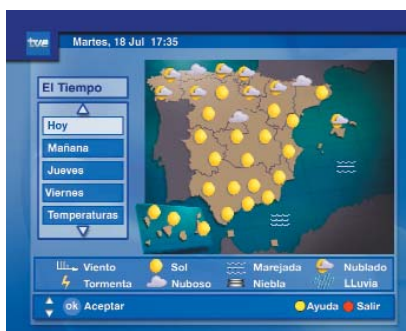 tve Martes, 18 Jul 17:35
El Tiempo
Hoy
Mañana
Jueves
Viernes
Temperaturas
Viento Sol Marejada Nublado
Tormenta Nuboso Niebla LLuvia
ok Aceptar Ayuda Salir